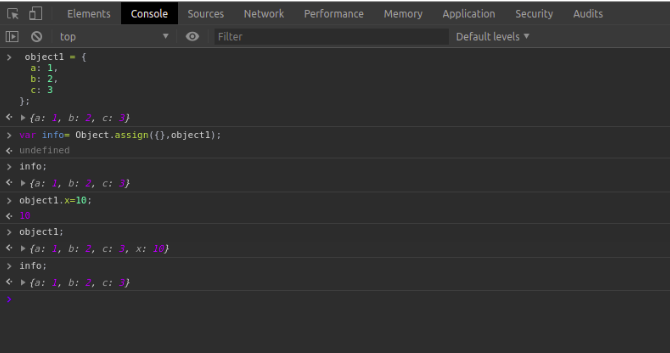 Elements Console Sources Network Performance Memory Application Security Audits
top Filter Default levels
object1 = {
a: 1,
b: 2,
c: 3
};
{a: 1, b: 2, c: 3}
var info= Object.assign({},object1);
undefined
info;
{a: 1, b: 2, c: 3}
object1.x=10;
10
object1;
{a: 1, b: 2, c: 3, x: 10}
info;
{a: 1, b: 2, c: 3}